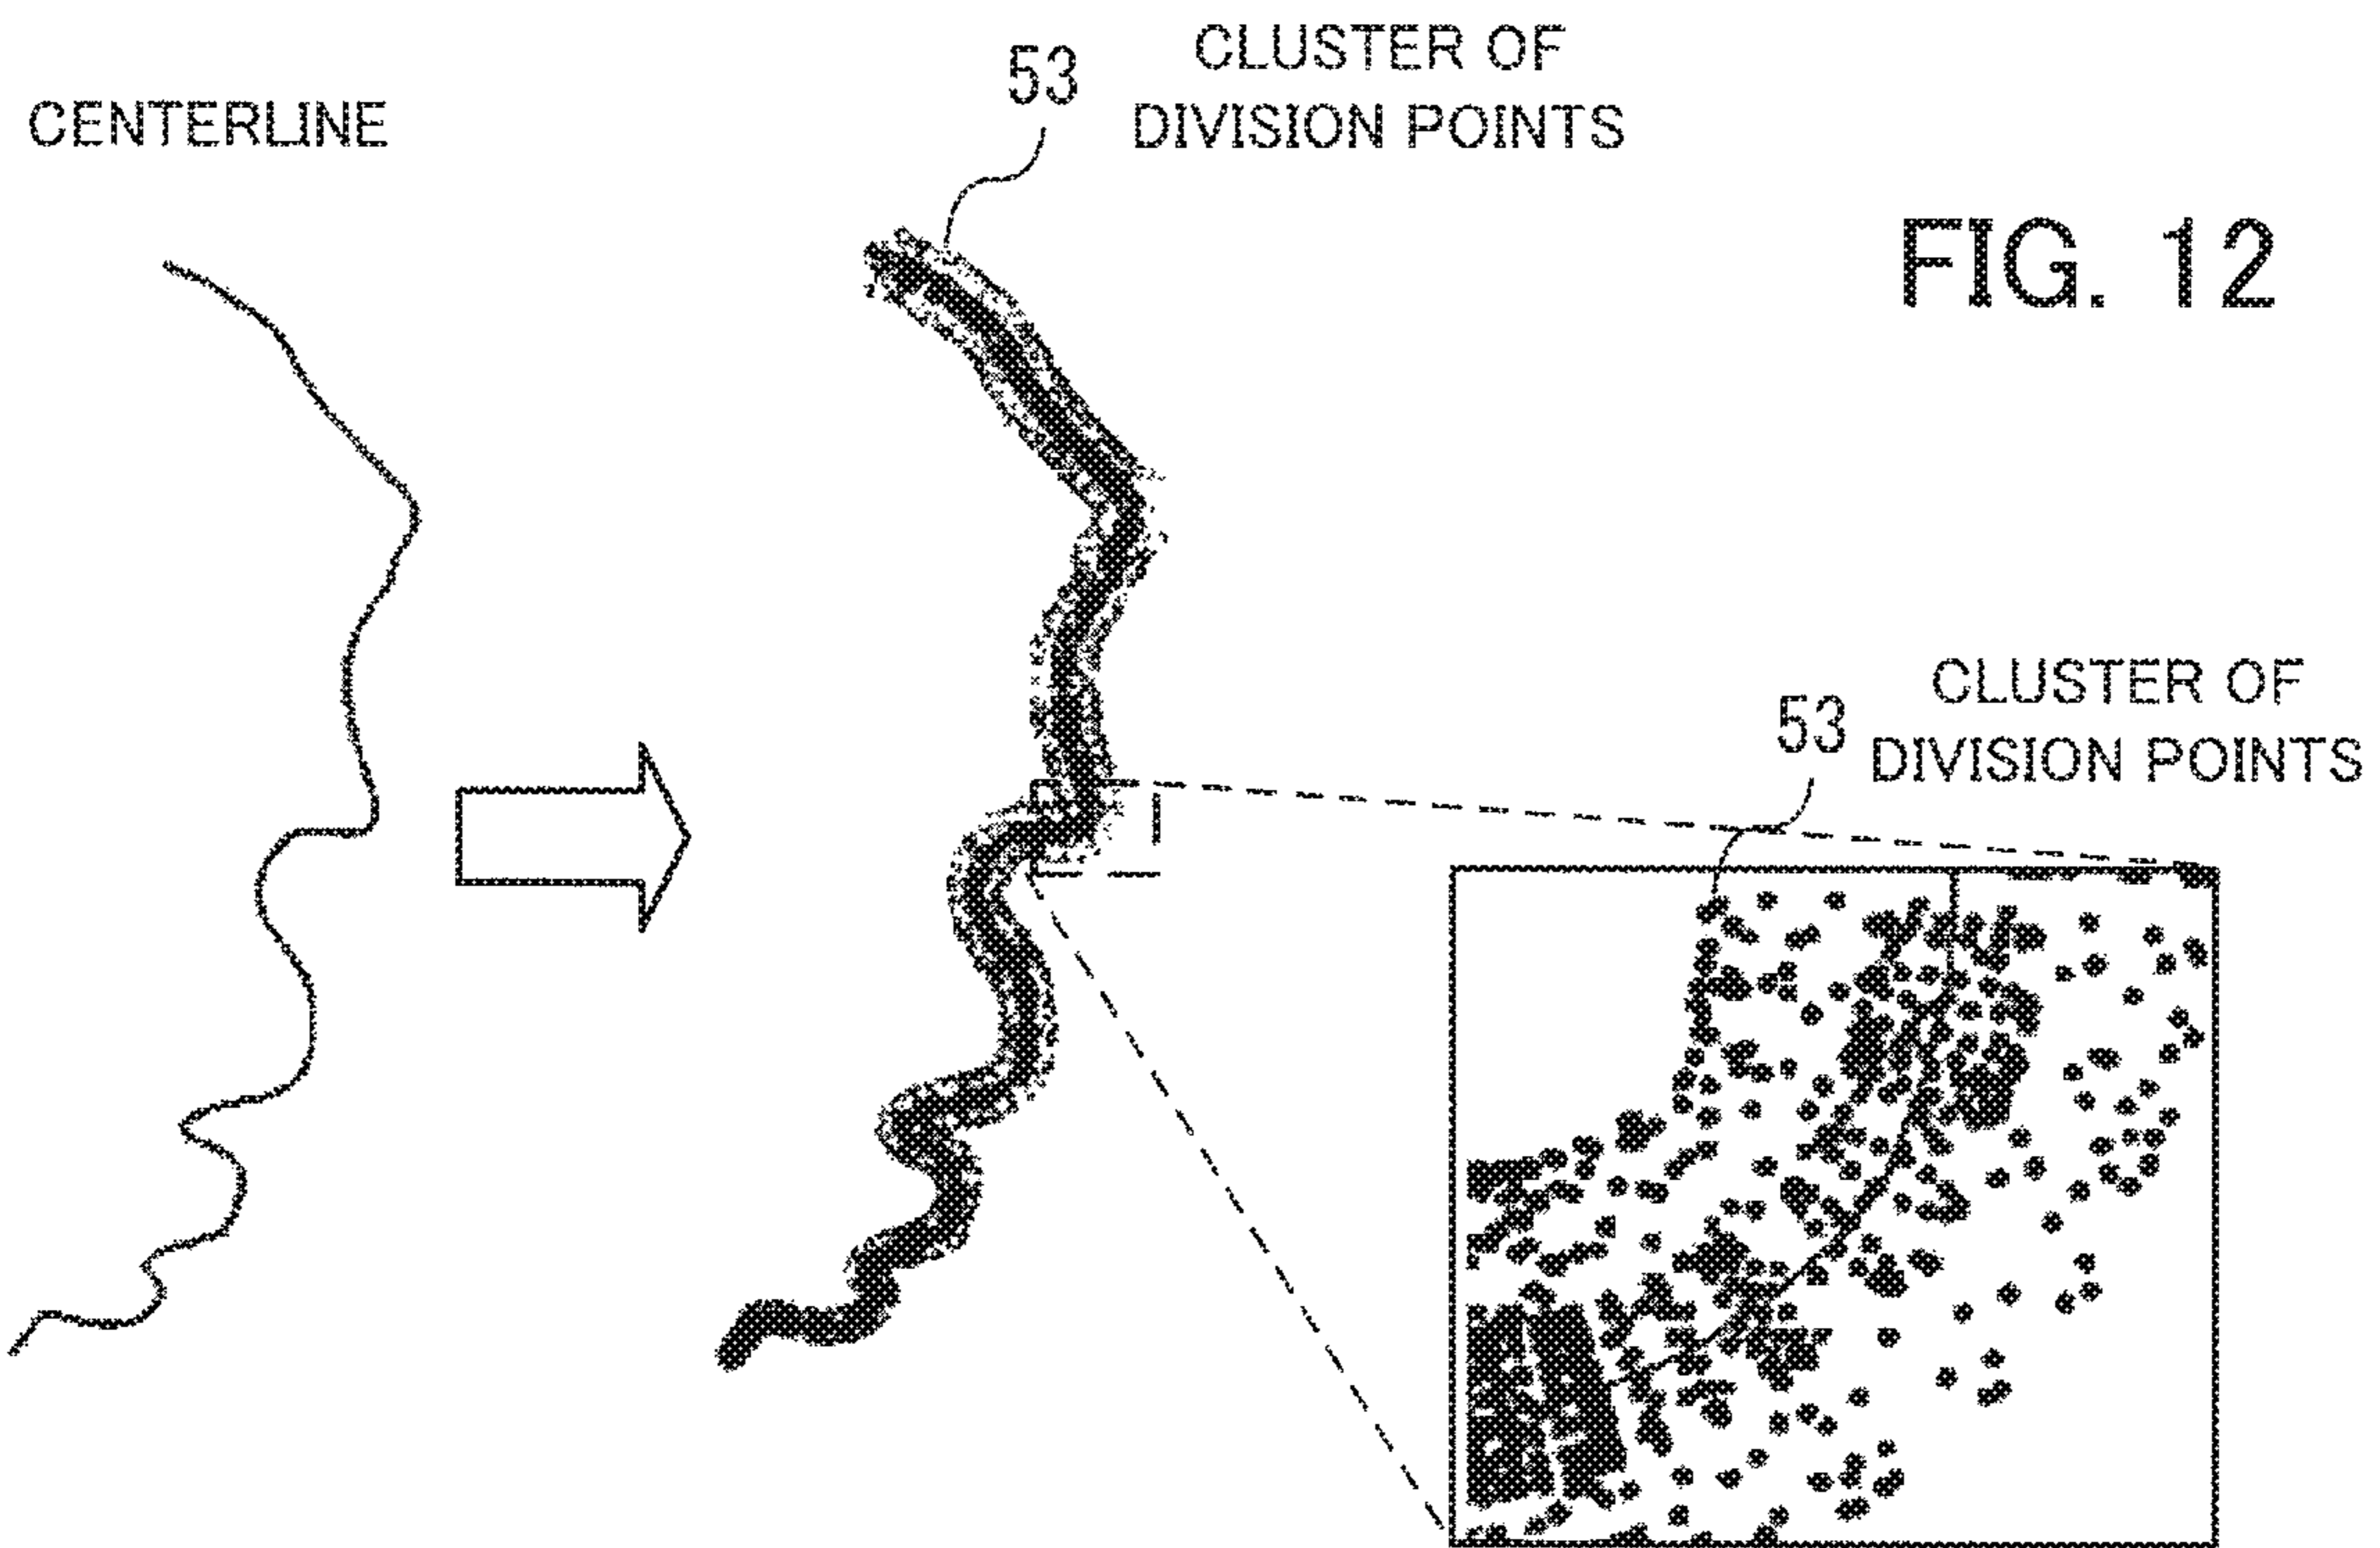 CENTERLINE
53
CLUSTER OF
DIVISION POINTS
FIG. 12
53
CLUSTER OF
DIVISION POINTS